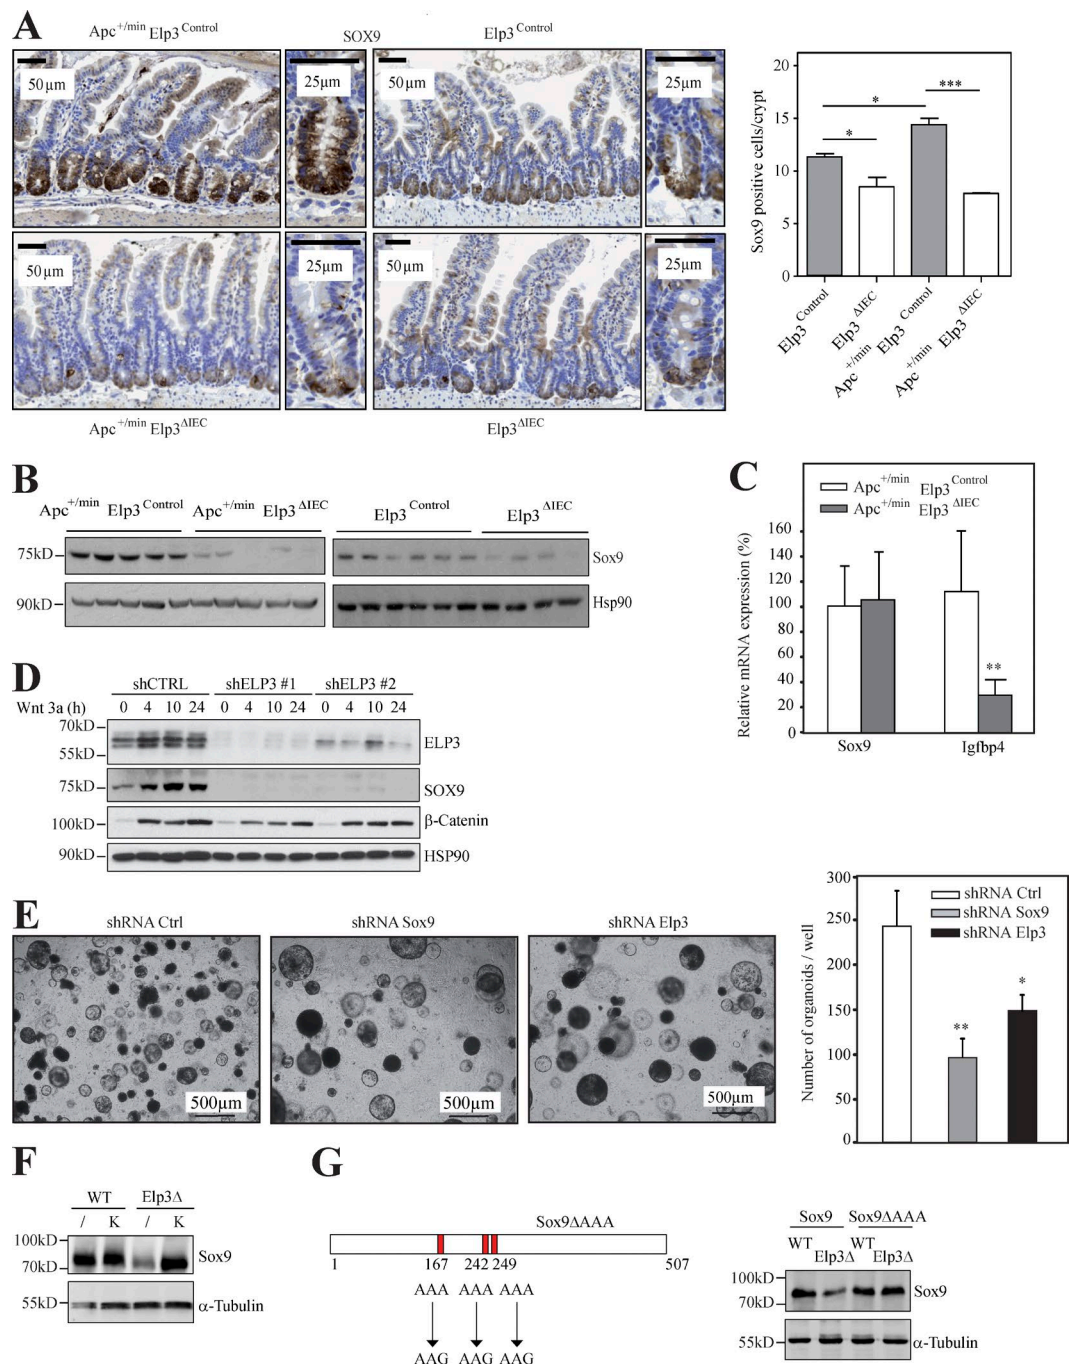 A
Apc+/min Elp3Control
SOX9
Elp3Control
50µm
25µm
50µm
25µm
50µm
25µm
50µm
25µm
Apc+/min Elp3ΔIEC
Elp3ΔIEC
Sox9 positive cells/crypt
20
15
10
5
0
*
*
***
Elp3Control
Elp3ΔIEC
Apc+/min Elp3Control
Apc+/min Elp3ΔIEC
B
Apc+/min Elp3Control
Apc+/min Elp3ΔIEC
Elp3Control
Elp3ΔIEC
75kD
Sox9
90kD
Hsp90
C
Apc+/min Elp3Control
Apc+/min Elp3ΔIEC
Relative mRNA expression (%)
160
140
120
100
80
60
40
20
0
**
Sox9
Igfbp4
D
shCTRL shELP3 #1 shELP3 #2
Wnt 3a (h) 0 4 10 24 0 4 10 24 0 4 10 24
70kD
55kD
ELP3
75kD
SOX9
100kD
β-Catenin
90kD
HSP90
E
shRNA Ctrl
shRNA Sox9
shRNA Elp3
500µm
500µm
500µm
Number of organoids / well
300
250
200
150
100
50
0
shRNA Ctrl
shRNA Sox9
shRNA Elp3
**
*
F
WT Elp3Δ
/ K / K
100kD
70kD
Sox9
55kD
α-Tubulin
G
Sox9ΔAAA
1 167 242 249 507
AAA AAA AAA
AAG AAG AAG
Sox9 Sox9ΔAAA
WT WT
Elp3Δ Elp3Δ
100kD
70kD
Sox9
55kD
α-Tubulin